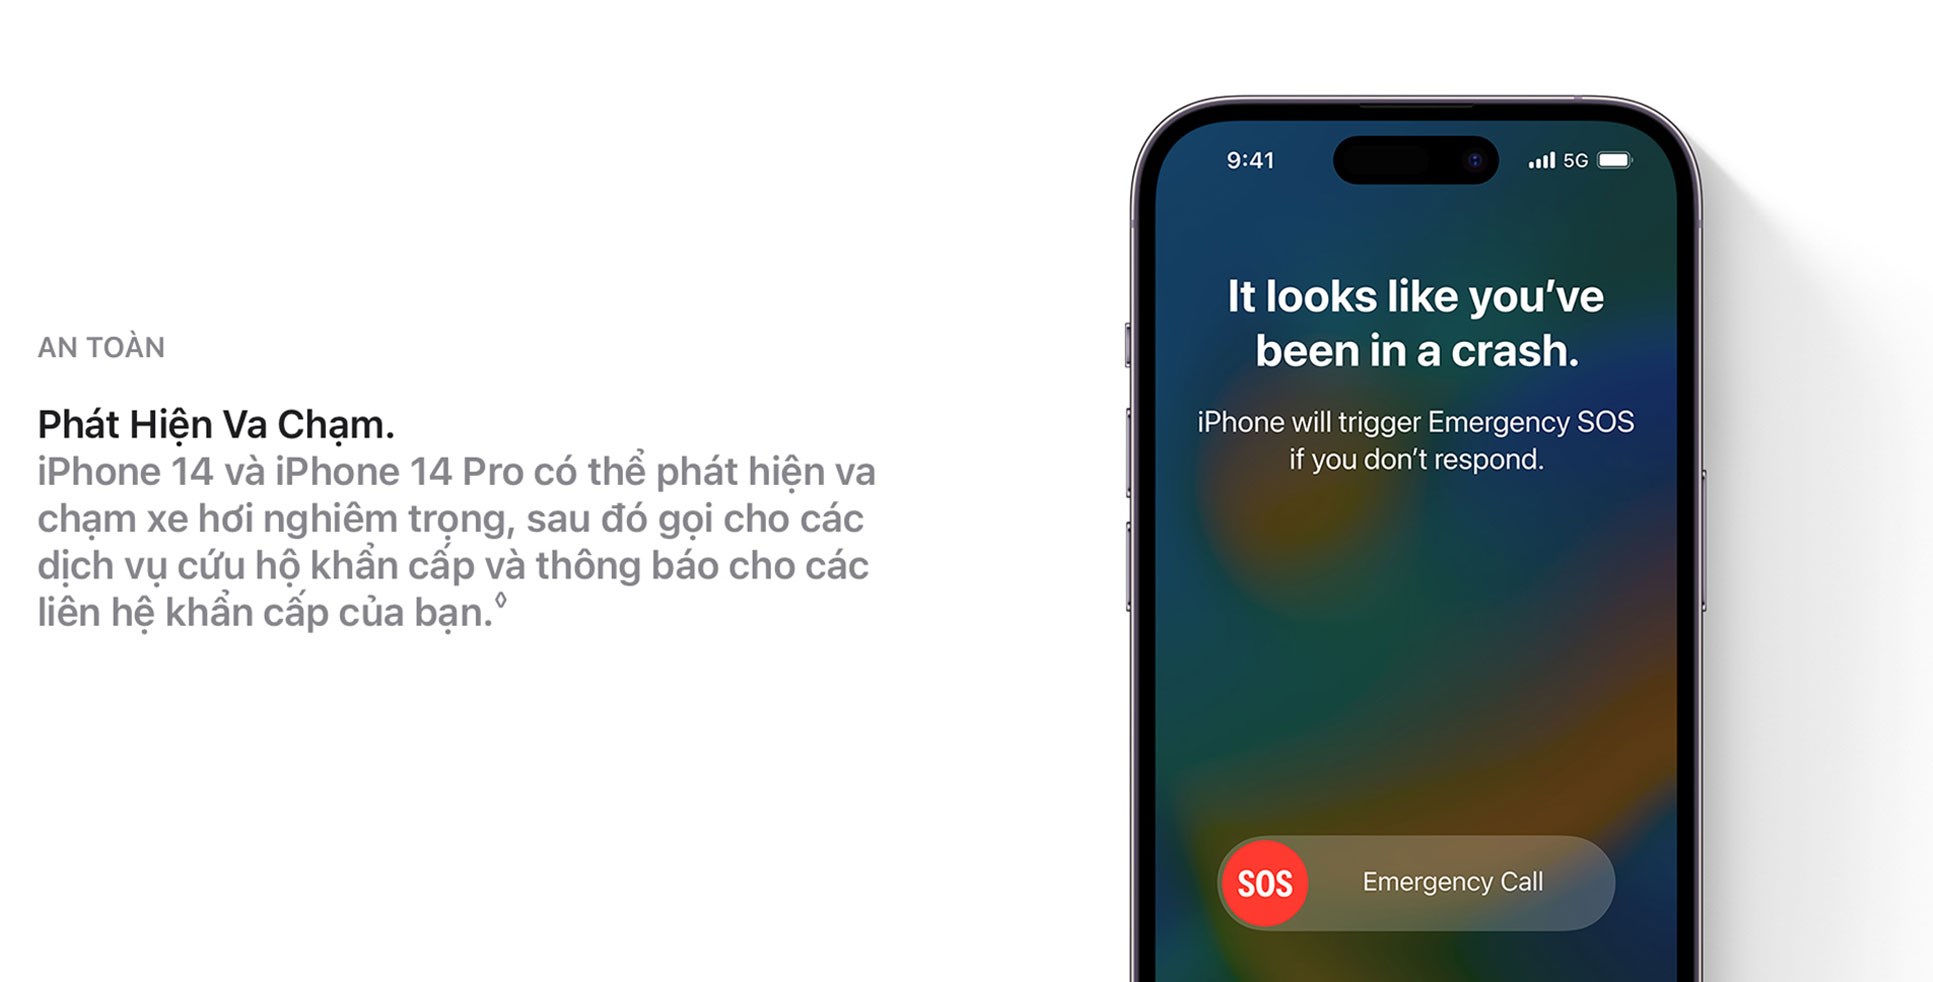 AN TOÀN
Phát Hiện Va Chạm.
iPhone 14 và iPhone 14 Pro có thể phát hiện va
chạm xe hơi nghiêm trọng, sau đó gọi cho các
dịch vụ cứu hộ khẩn cấp và thông báo cho các
liên hệ khẩn cấp của bạn.◊
9:41
5G
It looks like you’ve
been in a crash.
iPhone will trigger Emergency SOS
if you don’t respond.
SOS
Emergency Call